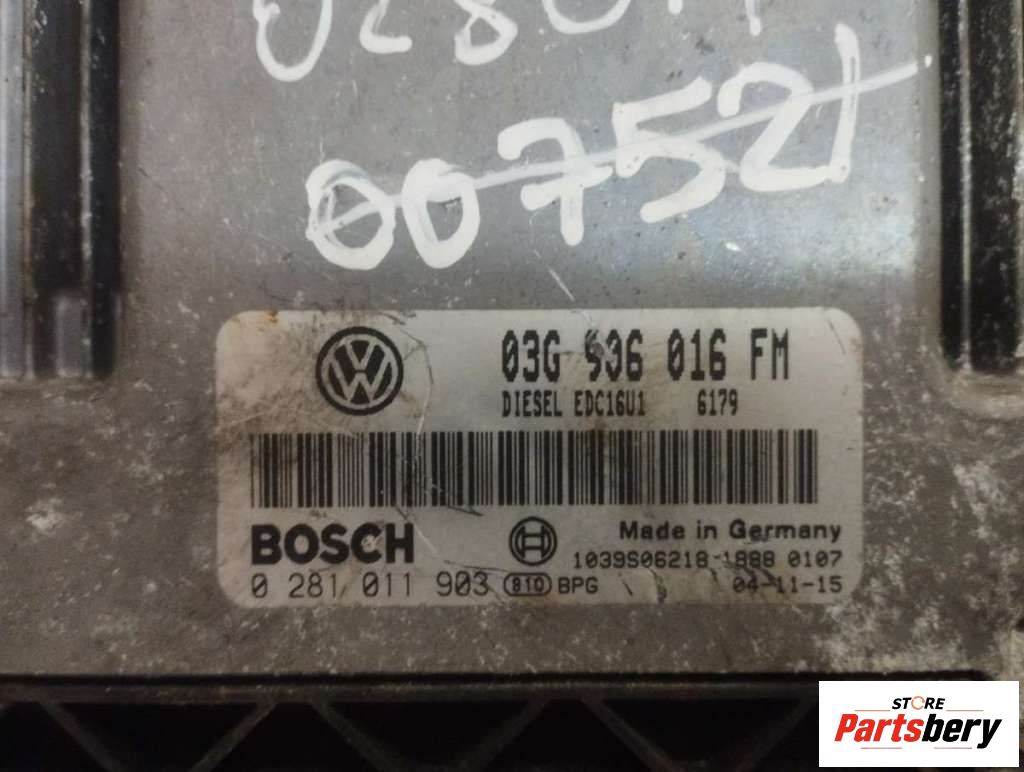 00752
03G 906 016 FM
DIESEL EDC16U1 6179
BOSCH
Made in Germany
1039S06218-1888 0107
0 281 011 903 810 BPG
04-11-15
STORE
Partsbery